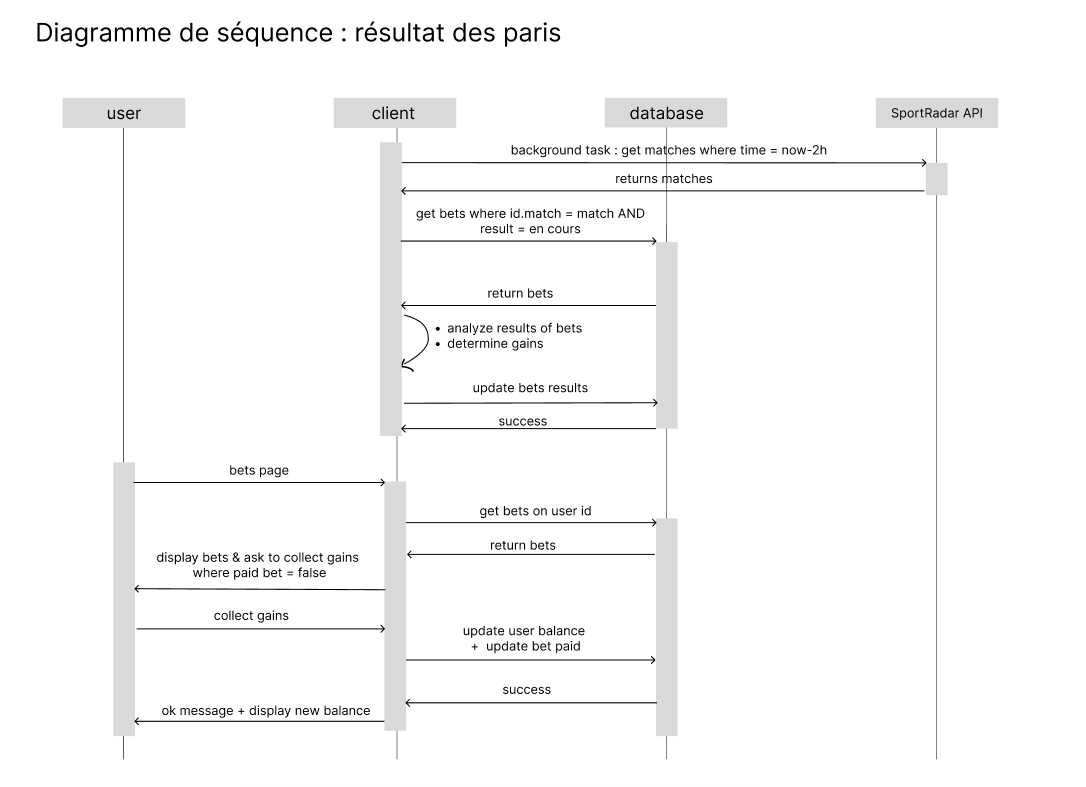 Diagramme de séquence : résultat des paris
user
client
database
SportRadar API
background task : get matches where time = now-2h
returns matches
get bets where id.match = match AND
result = en cours
return bets
• analyze results of bets
• determine gains
update bets results
success
bets page
get bets on user id
return bets
display bets & ask to collect gains
where paid bet = false
collect gains
update user balance
+ update bet paid
success
ok message + display new balance